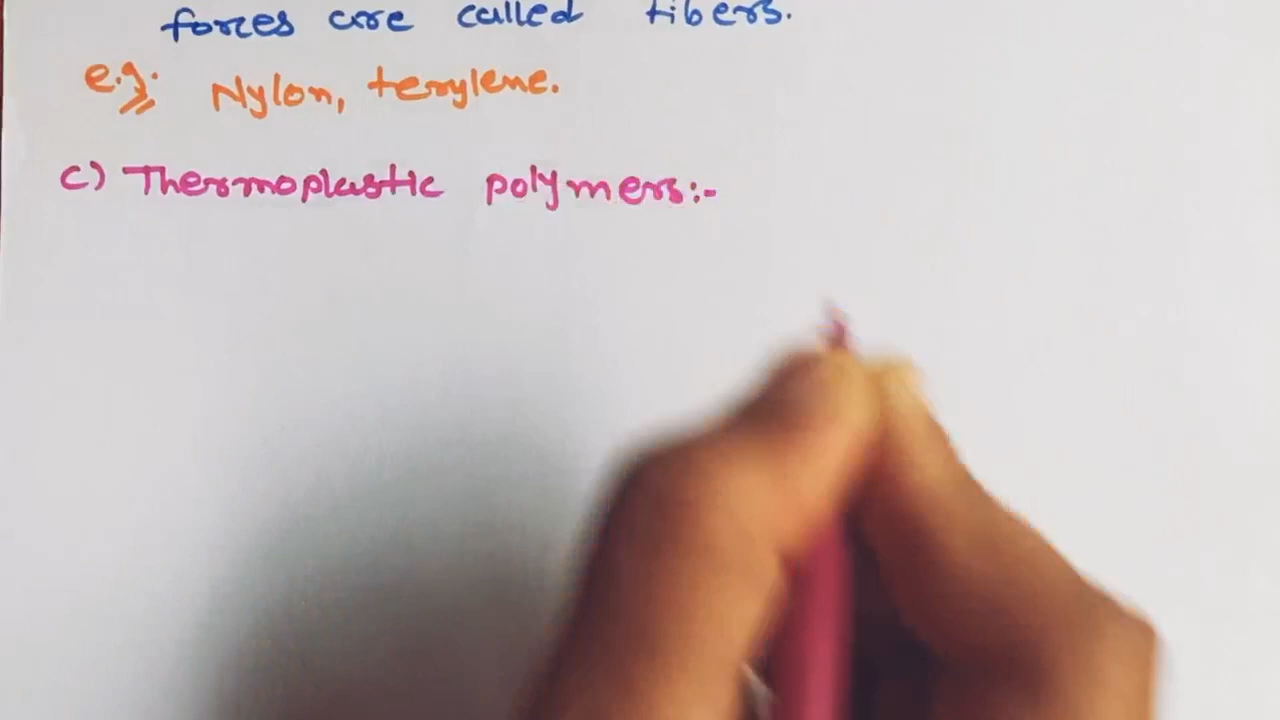 forces are called fibers.
e.g. Nylon, terylene.
c) Thermoplastic polymers:-